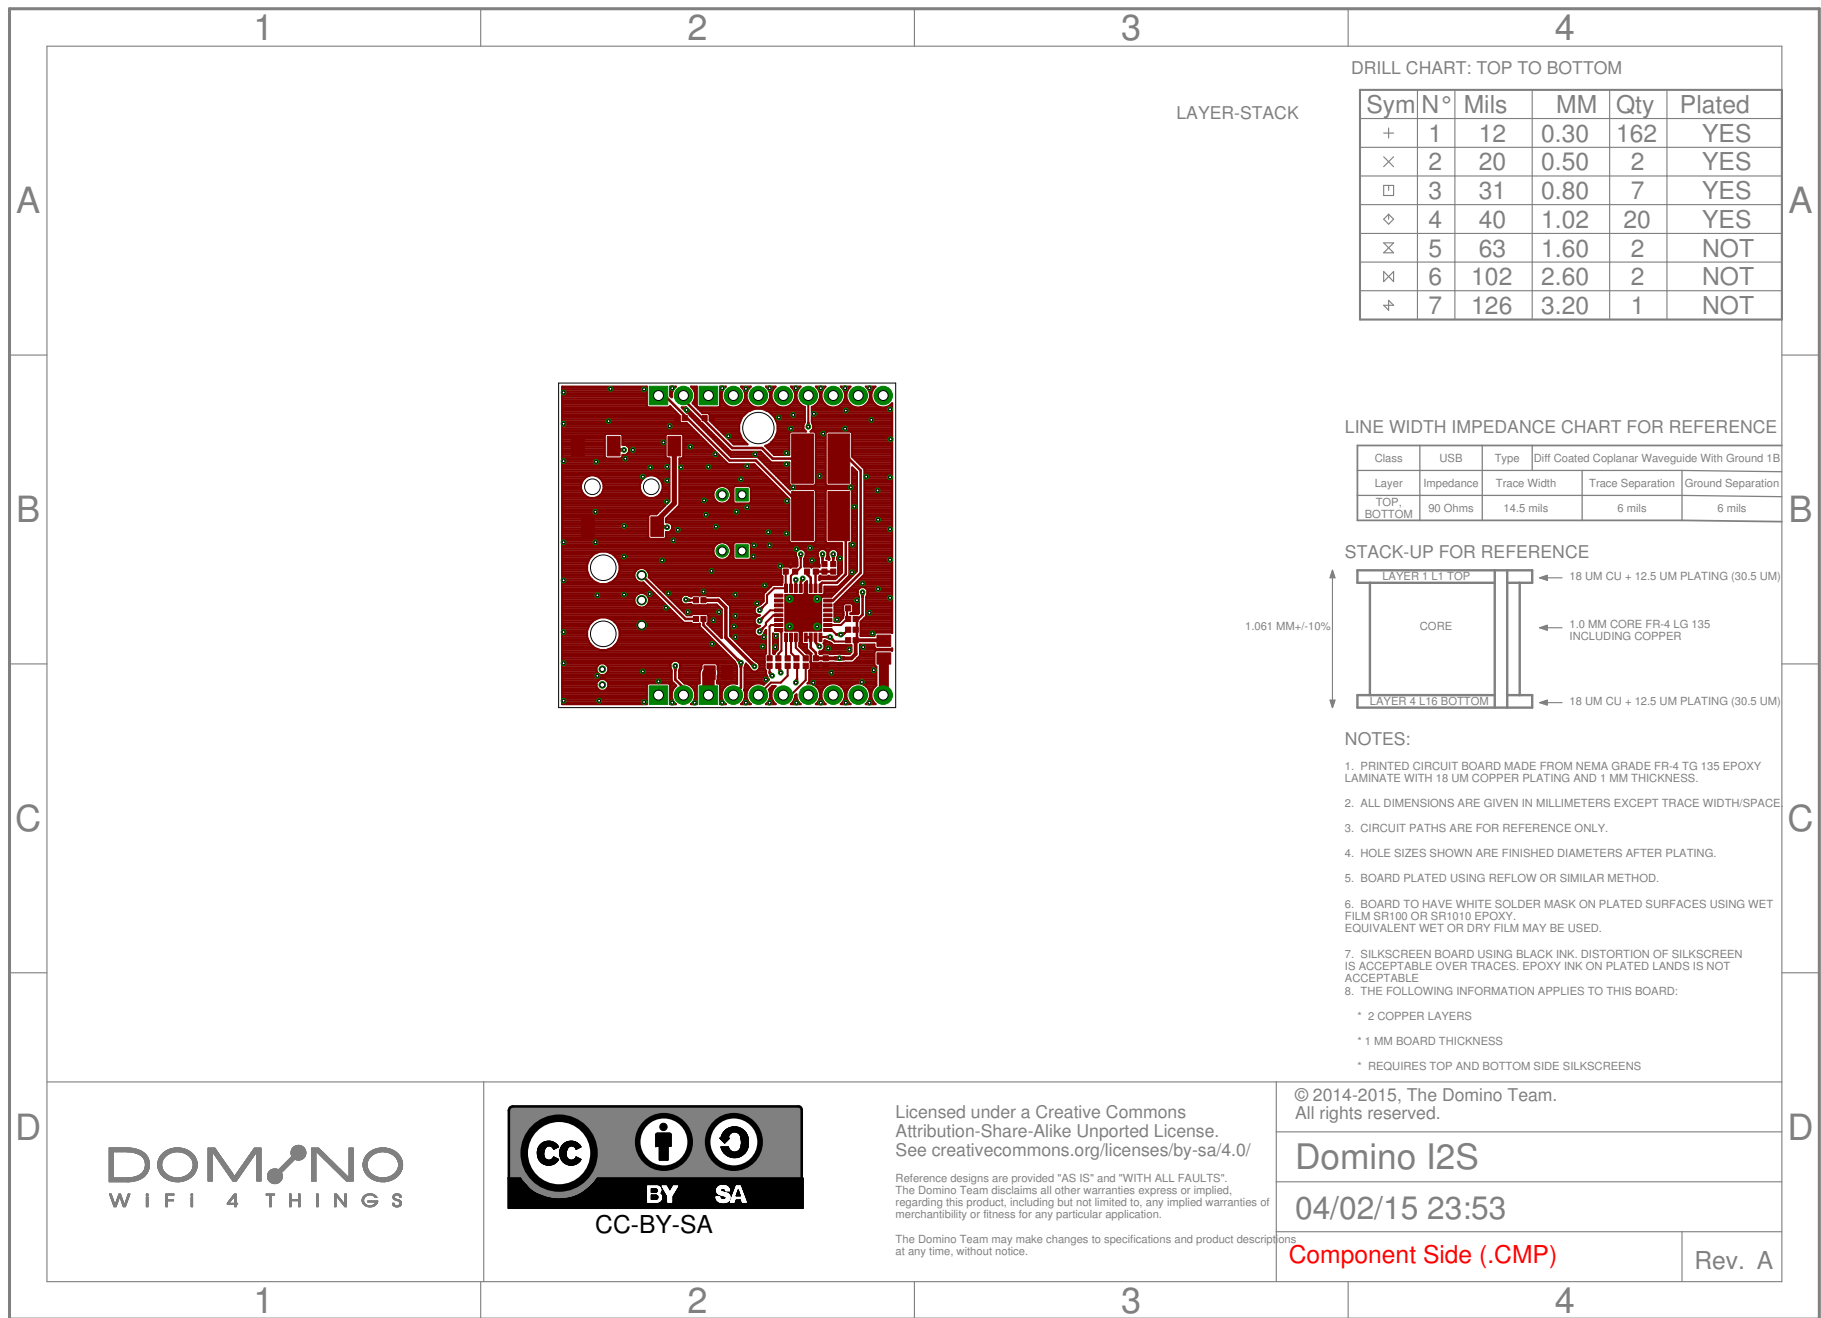 1 2 3 4
DRILL CHART: TOP TO BOTTOM
LAYER-STACK
Sym N° Mils MM Qty Plated
+ 1 12 0.30 162 YES
× 2 20 0.50 2 YES
3 31 0.80 7 YES
4 40 1.02 20 YES
5 63 1.60 2 NOT
6 102 2.60 2 NOT
7 126 3.20 1 NOT
A A
LINE WIDTH IMPEDANCE CHART FOR REFERENCE
Class USB Type Diff Coated Coplanar Waveguide With Ground 1B
Layer Impedance Trace Width Trace Separation Ground Separation
TOP, BOTTOM 90 Ohms 14.5 mils 6 mils 6 mils
B B
STACK-UP FOR REFERENCE
LAYER 1 L1 TOP 18 UM CU + 12.5 UM PLATING (30.5 UM)
1.061 MM+/-10% CORE 1.0 MM CORE FR-4 LG 135
INCLUDING COPPER
LAYER 4 L16 BOTTOM 18 UM CU + 12.5 UM PLATING (30.5 UM)
NOTES:
1. PRINTED CIRCUIT BOARD MADE FROM NEMA GRADE FR-4 TG 135 EPOXY
LAMINATE WITH 18 UM COPPER PLATING AND 1 MM THICKNESS.
2. ALL DIMENSIONS ARE GIVEN IN MILLIMETERS EXCEPT TRACE WIDTH/SPACE
C C
3. CIRCUIT PATHS ARE FOR REFERENCE ONLY.
4. HOLE SIZES SHOWN ARE FINISHED DIAMETERS AFTER PLATING.
5. BOARD PLATED USING REFLOW OR SIMILAR METHOD.
6. BOARD TO HAVE WHITE SOLDER MASK ON PLATED SURFACES USING WET
FILM SR100 OR SR1010 EPOXY.
EQUIVALENT WET OR DRY FILM MAY BE USED.
7. SILKSCREEN BOARD USING BLACK INK. DISTORTION OF SILKSCREEN
IS ACCEPTABLE OVER TRACES. EPOXY INK ON PLATED LANDS IS NOT
ACCEPTABLE
8. THE FOLLOWING INFORMATION APPLIES TO THIS BOARD:
* 2 COPPER LAYERS
* 1 MM BOARD THICKNESS
* REQUIRES TOP AND BOTTOM SIDE SILKSCREENS
D D
DOMINO
WIFI 4 THINGS
cc
BY SA
CC-BY-SA
Licensed under a Creative Commons
Attribution-Share-Alike Unported License.
See creativecommons.org/licenses/by-sa/4.0/
Reference designs are provided "AS IS" and "WITH ALL FAULTS".
The Domino Team disclaims all other warranties express or implied,
regarding this product, including but not limited to, any implied warranties of
merchantibility or fitness for any particular application.
The Domino Team may make changes to specifications and product descriptions
at any time, without notice.
© 2014-2015, The Domino Team.
All rights reserved.
Domino I2S
04/02/15 23:53
Component Side (.CMP)
Rev. A
1 2 3 4